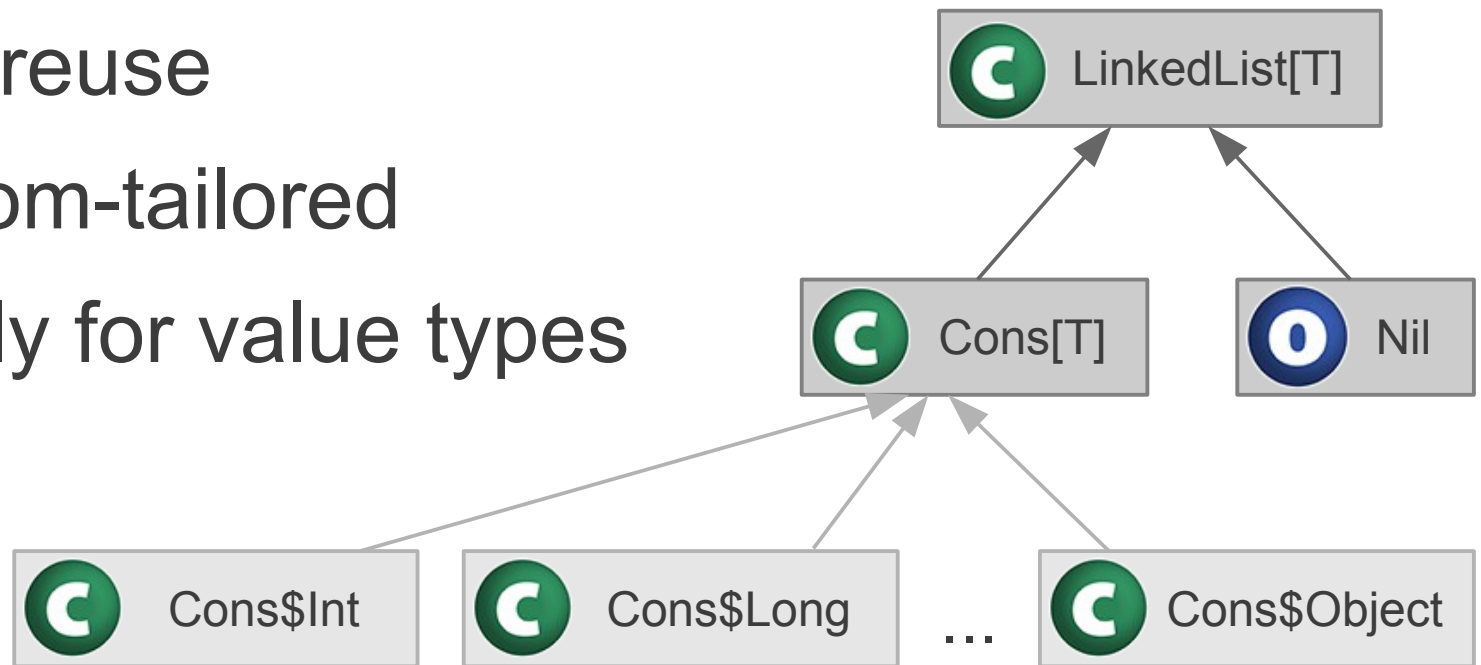 reuse
om-tailored
ly for value types
C LinkedList[T]
C Cons[T]
O Nil
C Cons$Int
C Cons$Long
...
C Cons$Object